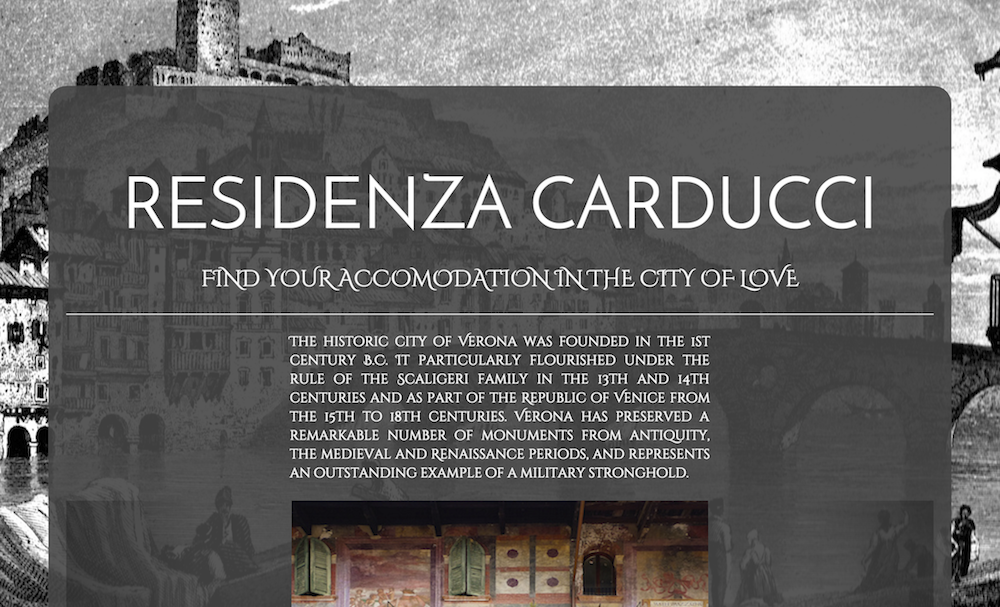 RESIDENZA CARDUCCI
FIND YOUR ACCOMODATION IN THE CITY OF LOVE
THE HISTORIC CITY OF VERONA WAS FOUNDED IN THE 1ST
CENTURY B.C. IT PARTICULARLY FLOURISHED UNDER THE
RULE OF THE SCALIGERI FAMILY IN THE 13TH AND 14TH
CENTURIES AND AS PART OF THE REPUBLIC OF VENICE FROM
THE 15TH TO 18TH CENTURIES. VERONA HAS PRESERVED A
REMARKABLE NUMBER OF MONUMENTS FROM ANTIQUITY,
THE MEDIEVAL AND RENAISSANCE PERIODS, AND REPRESENTS
AN OUTSTANDING EXAMPLE OF A MILITARY STRONGHOLD.